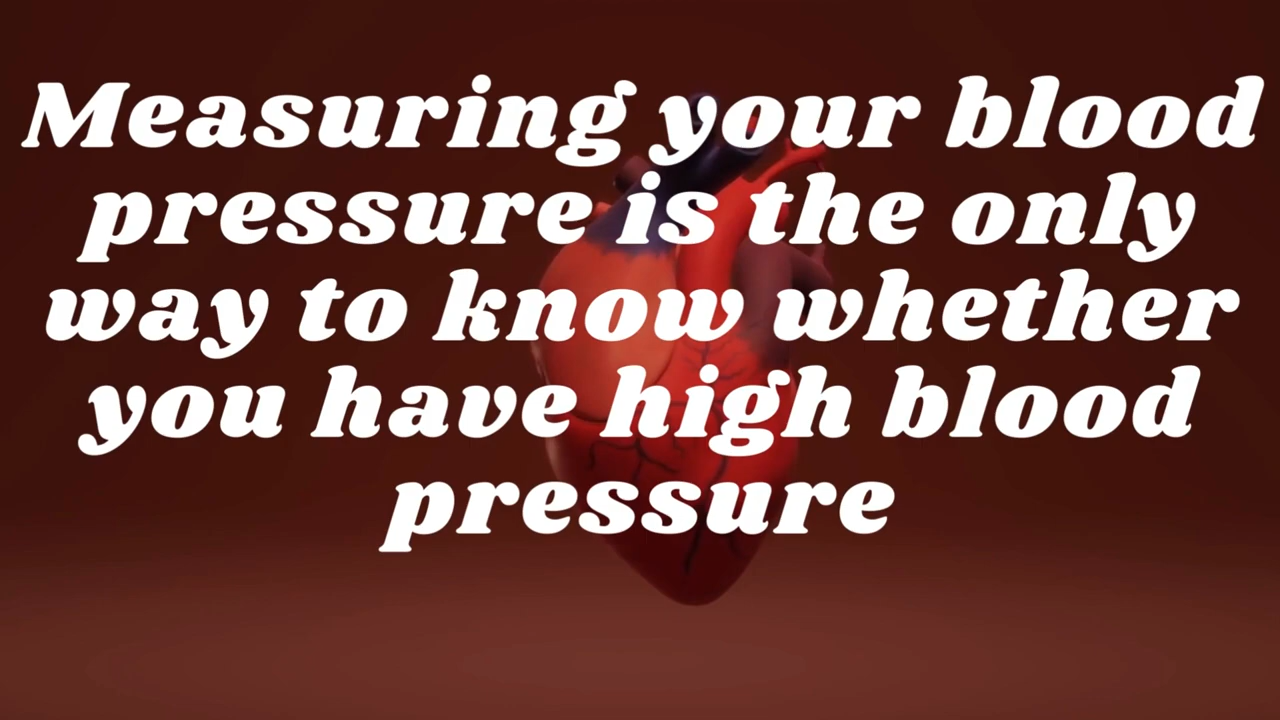 Measuring your blood
pressure is the only
way to know whether
you have high blood
pressure